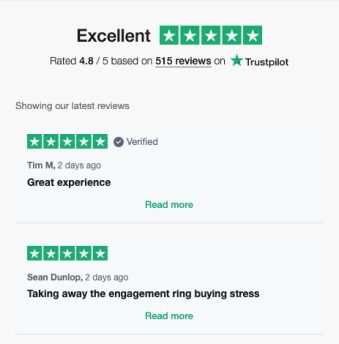 Excellent
Rated 4.8 / 5 based on 515 reviews on Trustpilot
Showing our latest reviews
Verified
Tim M, 2 days ago
Great experience
Read more
Sean Dunlop, 2 days ago
Taking away the engagement ring buying stress
Read more